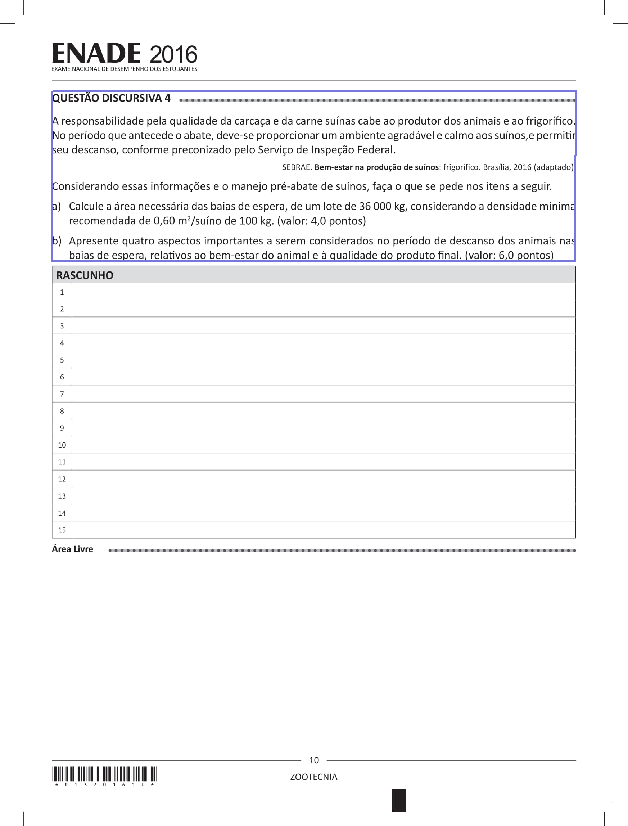 ENADE 2016
EXAME NACIONAL DE DESEMPENHO DOS ESTUDANTES
QUESTÃO DISCURSIVA 4
A responsabilidade pela qualidade da carcaça e da carne suínas cabe ao produtor dos animais e ao frigorífico.
No período que antecede o abate, deve-se proporcionar um ambiente agradável e calmo aos suínos,e permitir
seu descanso, conforme preconizado pelo Serviço de Inspeção Federal.
SEBRAE. Bem-estar na produção de suínos: frigorífico. Brasília, 2016 (adaptado)
Considerando essas informações e o manejo pré-abate de suínos, faça o que se pede nos itens a seguir.
a) Calcule a área necessária das baias de espera, de um lote de 36 000 kg, considerando a densidade mínima
recomendada de 0,60 m²/suíno de 100 kg. (valor: 4,0 pontos)
b) Apresente quatro aspectos importantes a serem considerados no período de descanso dos animais nas
baias de espera, relativos ao bem-estar do animal e à qualidade do produto final. (valor: 6,0 pontos)
RASCUNHO
1
2
3
4
5
6
7
8
9
10
11
12
13
14
15
Área Livre
10
ZOOTECNIA